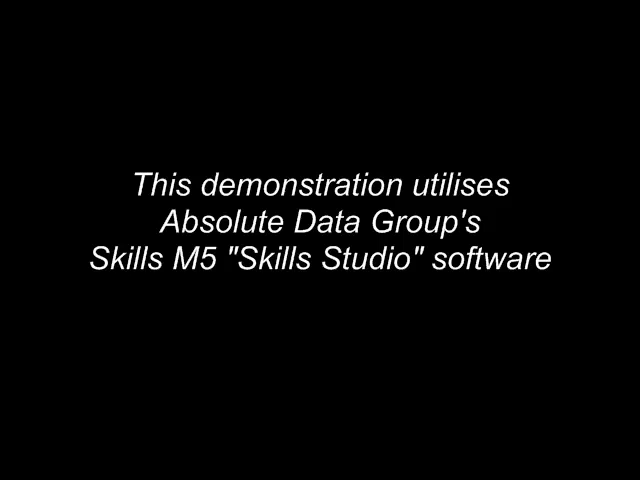 This demonstration utilises
Absolute Data Group's
Skills M5 "Skills Studio" software